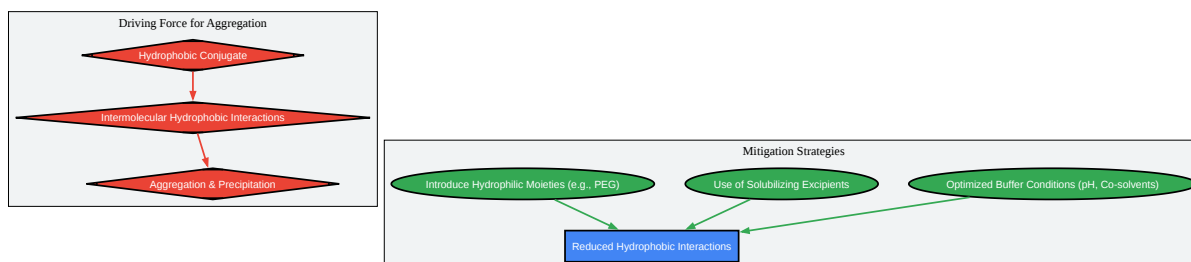 Driving Force for Aggregation
Hydrophobic Conjugate
Intermolecular Hydrophobic Interactions
Aggregation & Precipitation
Mitigation Strategies
Introduce Hydrophilic Moieties (e.g., PEG)
Use of Solubilizing Excipients
Optimized Buffer Conditions (pH, Co-solvents)
Reduced Hydrophobic Interactions